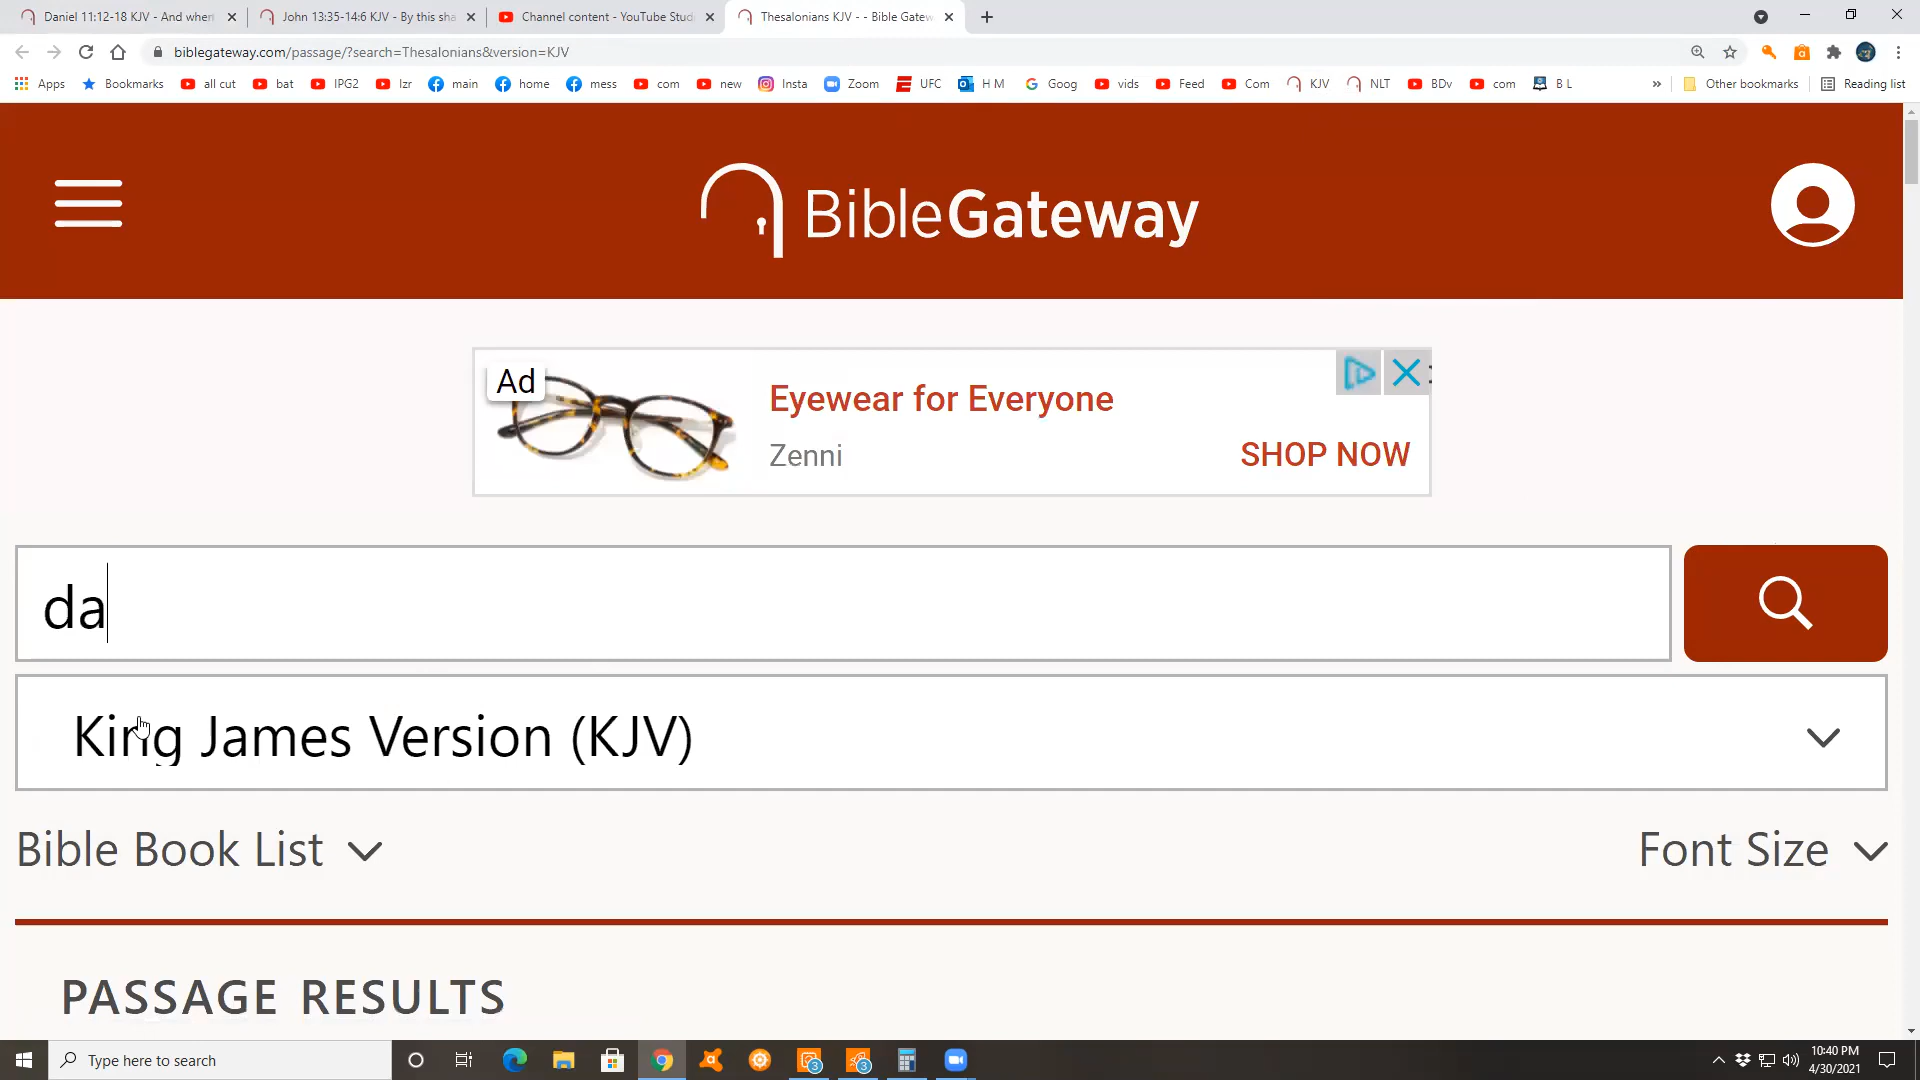 Daniel 11:12-18 KJV - And when
John 13:35-14:6 KJV - By this sha
Channel content - YouTube Studi
Thesalonians KJV - - Bible Gatew
biblegateway.com/passage/?search=Thesalonians&version=KJV
Apps Bookmarks all cut bat IPG2 lzr main home mess com new Insta Zoom UFC H M Goog vids Feed Com KJV NLT BDv com B L » Other bookmarks Reading list
BibleGateway
Ad
Eyewear for Everyone
Zenni
SHOP NOW
da
King James Version (KJV)
Bible Book List
Font Size
PASSAGE RESULTS
Type here to search
3
3
10:40 PM
4/30/2021